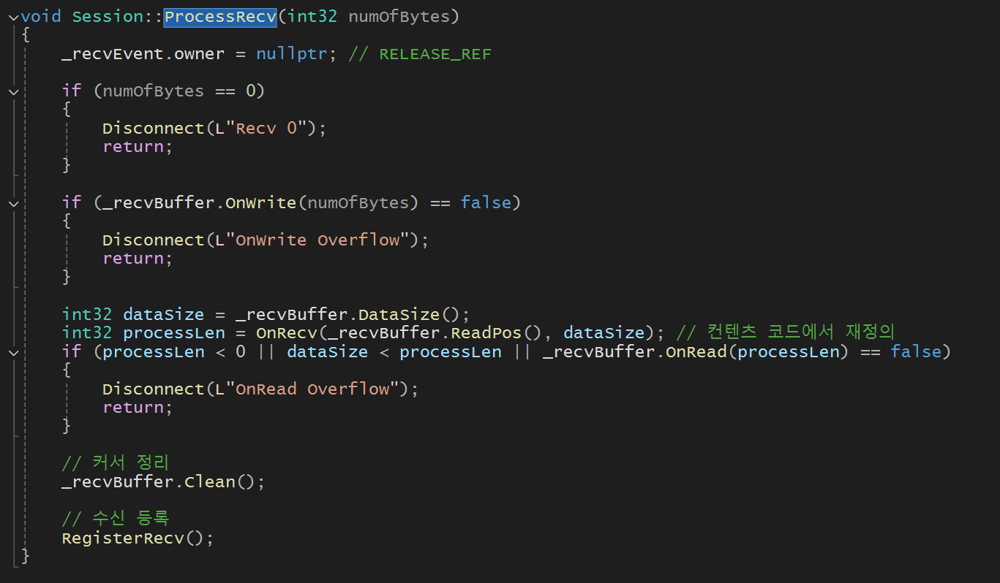 void Session::ProcessRecv(int32 numOfBytes)
{
    _recvEvent.owner = nullptr; // RELEASE_REF
    if (numOfBytes == 0)
    {
        Disconnect(L"Recv 0");
        return;
    }
    if (_recvBuffer.OnWrite(numOfBytes) == false)
    {
        Disconnect(L"OnWrite Overflow");
        return;
    }
    int32 dataSize = _recvBuffer.DataSize();
    int32 processLen = OnRecv(_recvBuffer.ReadPos(), dataSize); // 컨텐츠 코드에서 재정의
    if (processLen < 0 || dataSize < processLen || _recvBuffer.OnRead(processLen) == false)
    {
        Disconnect(L"OnRead Overflow");
        return;
    }
    // 커서 정리
    _recvBuffer.Clean();
    // 수신 등록
    RegisterRecv();
}